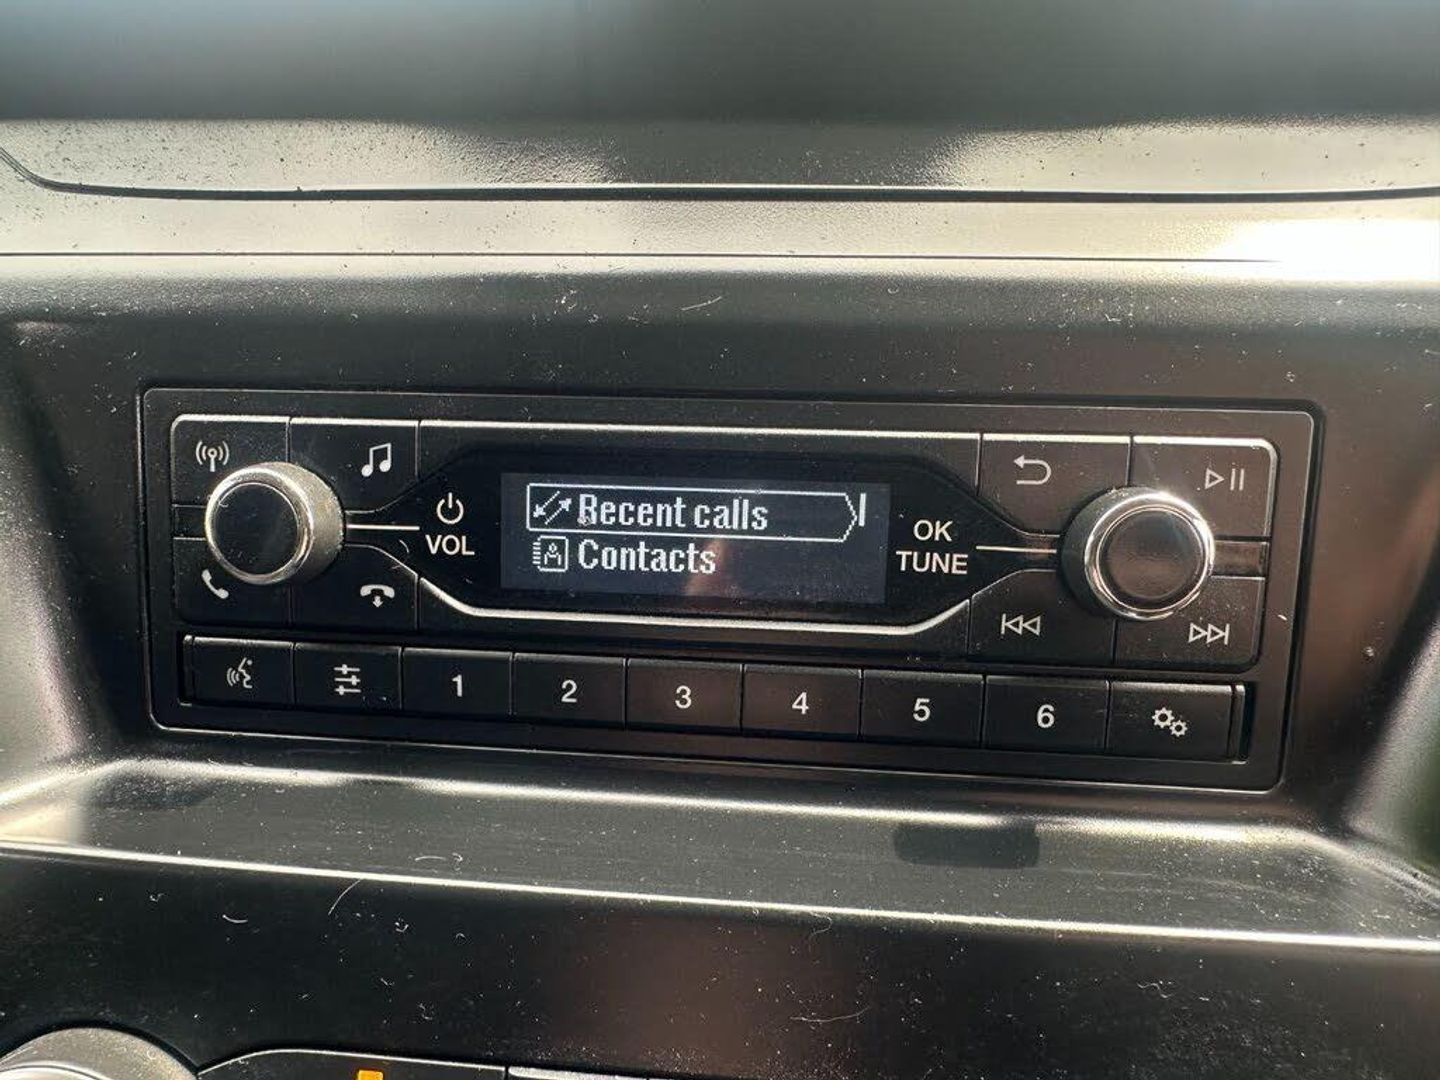 Recent calls
Contacts
VOL
OK
TUNE
1 2 3 4 5 6